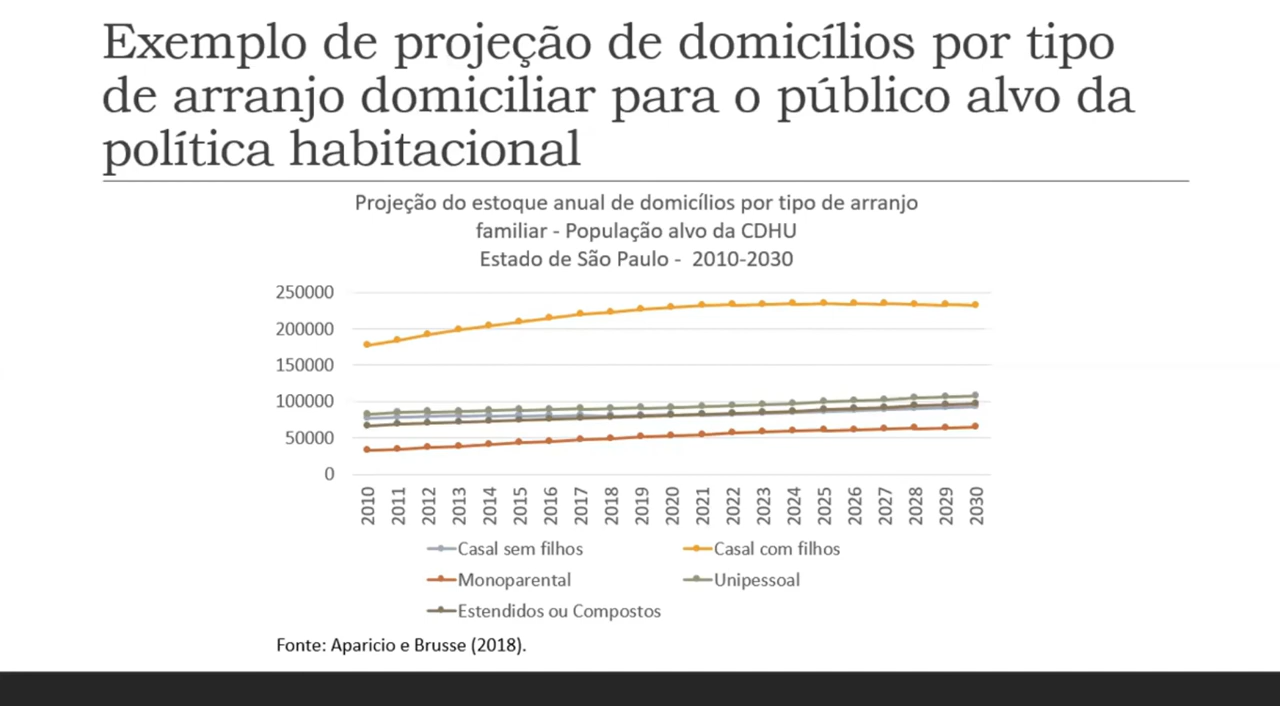 Exemplo de projeção de domicílios por tipo
de arranjo domiciliar para o público alvo da
política habitacional
Projeção do estoque anual de domicílios por tipo de arranjo
familiar - População alvo da CDHU
Estado de São Paulo - 2010-2030
250000
200000
150000
100000
50000
0
2010 2011 2012 2013 2014 2015 2016 2017 2018 2019 2020 2021 2022 2023 2024 2025 2026 2027 2028 2029 2030
Casal sem filhos Casal com filhos
Monoparental Unipessoal
Estendidos ou Compostos
Fonte: Aparicio e Brusse (2018).